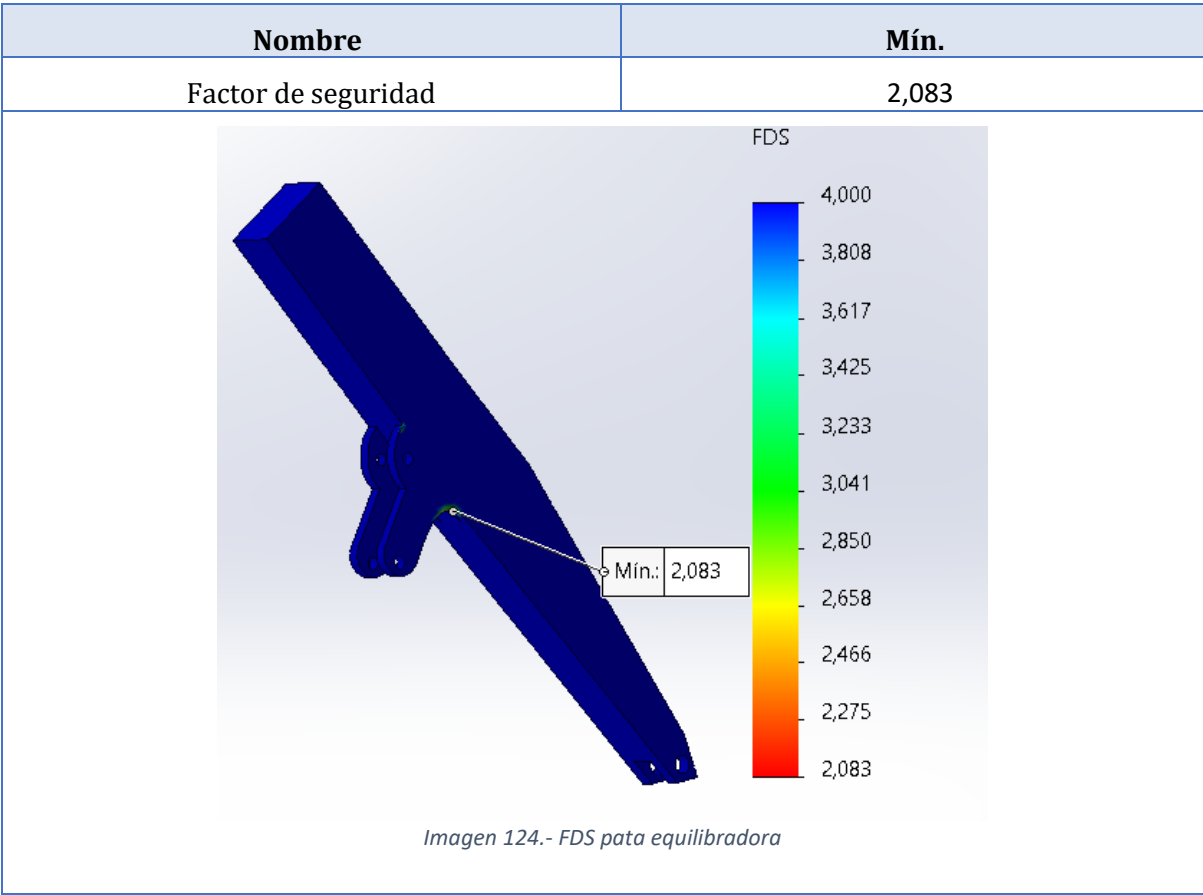 Nombre Mín.
Factor de seguridad 2,083
FDS
4,000
3,808
3,617
3,425
3,233
3,041
2,850
2,658
2,466
2,275
2,083
Mín.: 2,083
Imagen 124.- FDS pata equilibradora